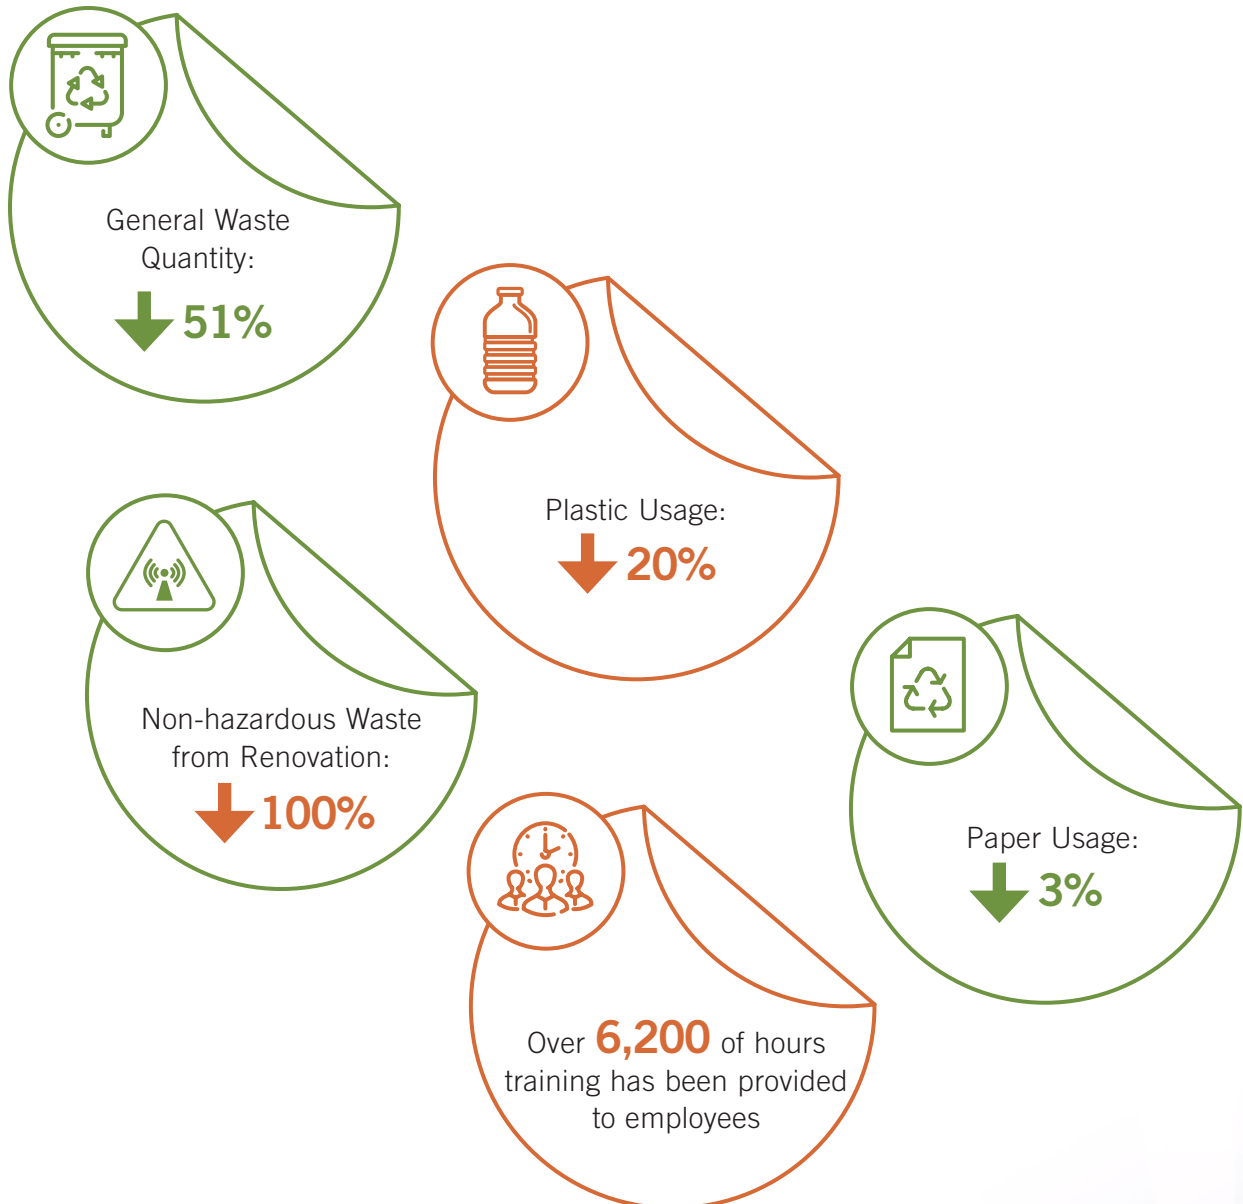 General Waste
Quantity:
51%
Plastic Usage:
20%
Non-hazardous Waste
from Renovation:
100%
Paper Usage:
3%
Over 6,200 of hours
training has been provided
to employees